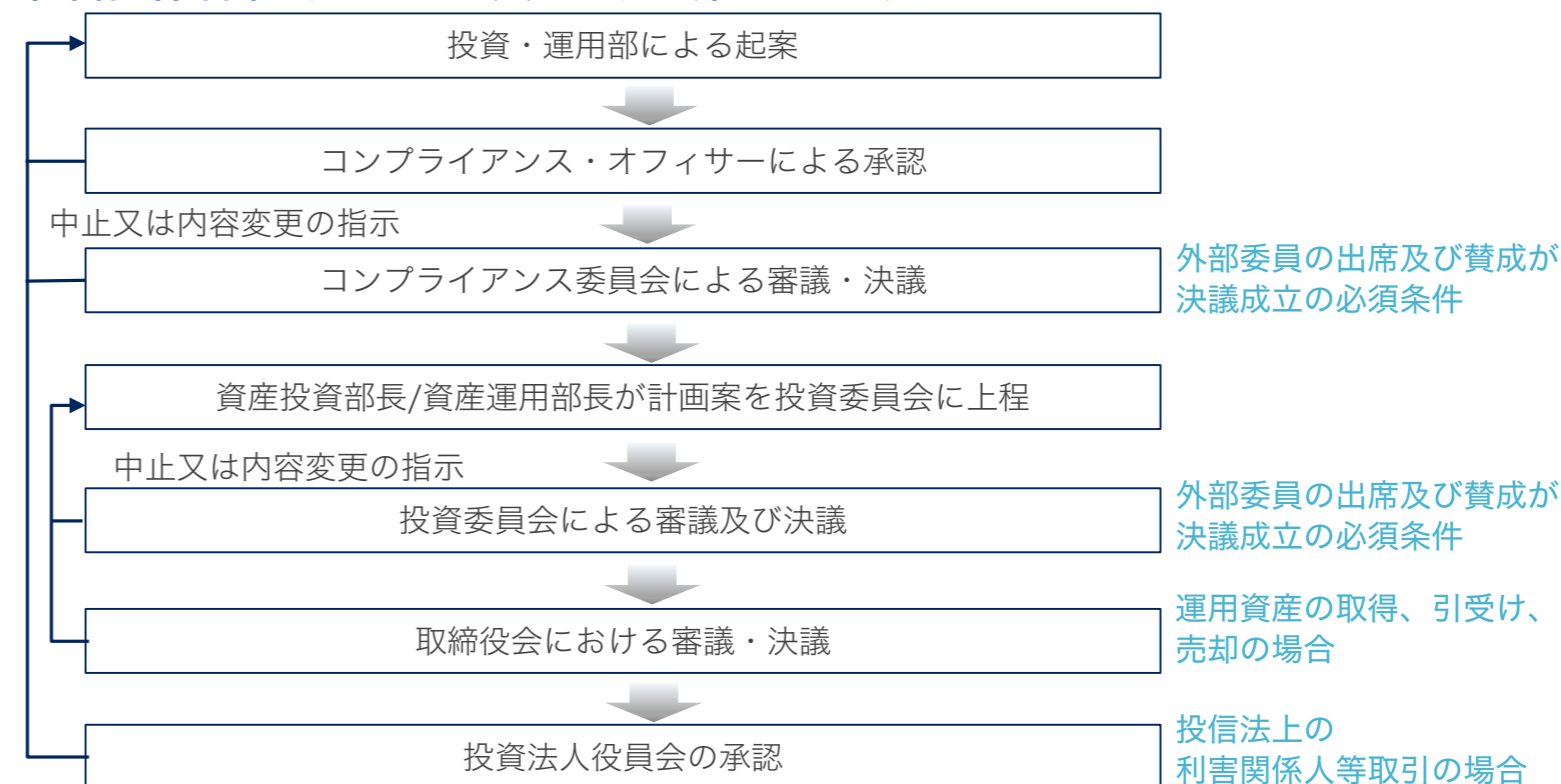 投資・運用部による起案
コンプライアンス・オフィサーによる承認
中止又は内容変更の指示
コンプライアンス委員会による審議・決議
外部委員の出席及び賛成が
決議成立の必須条件
資産投資部長/資産運用部長が計画案を投資委員会に上程
中止又は内容変更の指示
投資委員会による審議及び決議
外部委員の出席及び賛成が
決議成立の必須条件
取締役会における審議・決議
運用資産の取得、引受け、
売却の場合
投資法人役員会の承認
投信法上の
利害関係人等取引の場合